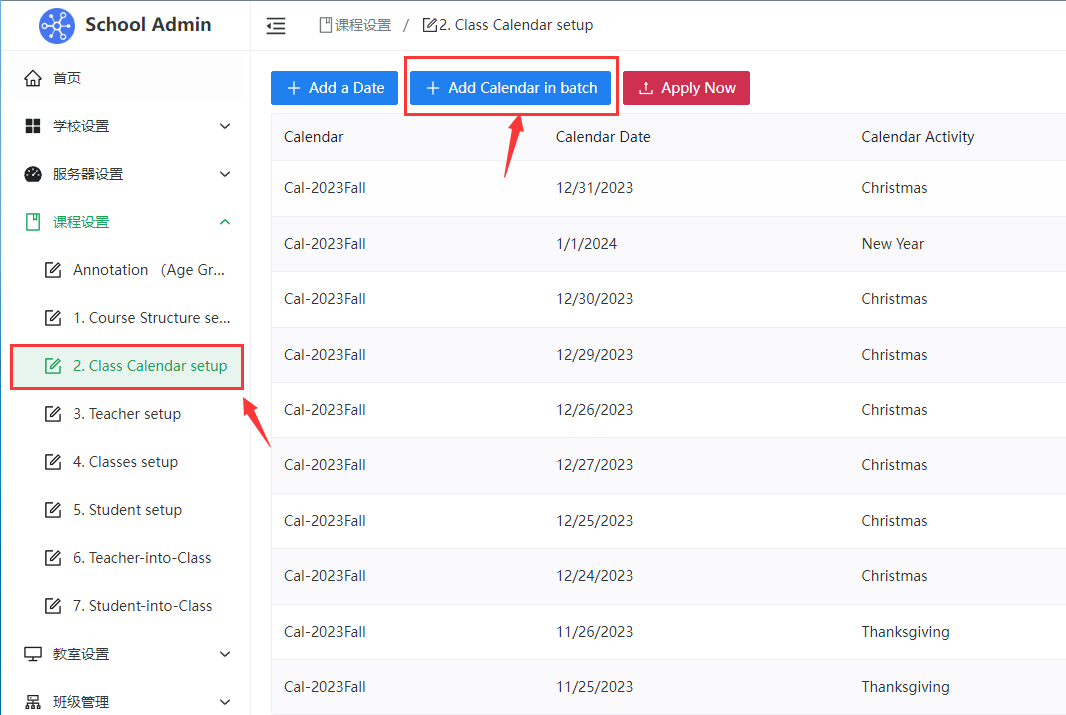 School Admin
首页
学校设置
服务器设置
课程设置
Annotation （Age Gr...
1. Course Structure se...
2. Class Calendar setup
3. Teacher setup
4. Classes setup
5. Student setup
6. Teacher-into-Class
7. Student-into-Class
教室设置
班级管理
课程设置 / 2. Class Calendar setup
Add a Date Add Calendar in batch Apply Now
Calendar Calendar Date Calendar Activity
Cal-2023Fall 12/31/2023 Christmas
Cal-2023Fall 1/1/2024 New Year
Cal-2023Fall 12/30/2023 Christmas
Cal-2023Fall 12/29/2023 Christmas
Cal-2023Fall 12/26/2023 Christmas
Cal-2023Fall 12/27/2023 Christmas
Cal-2023Fall 12/25/2023 Christmas
Cal-2023Fall 12/24/2023 Christmas
Cal-2023Fall 11/26/2023 Thanksgiving
Cal-2023Fall 11/25/2023 Thanksgiving